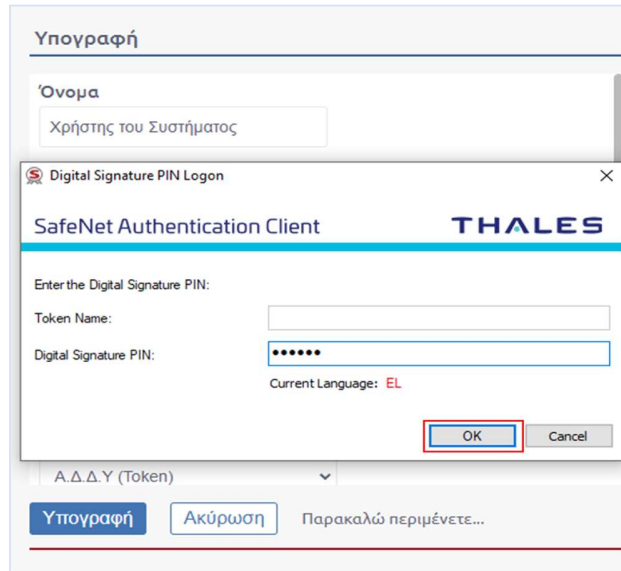 Υπογραφή
Όνομα
Χρήστης του Συστήματος
Digital Signature PIN Logon
SafeNet Authentication Client
THALES
Enter the Digital Signature PIN:
Token Name:
Digital Signature PIN: ••••••
Current Language: EL
OK Cancel
Α.Δ.Δ.Υ (Token)
Υπογραφή Ακύρωση Παρακαλώ περιμένετε...